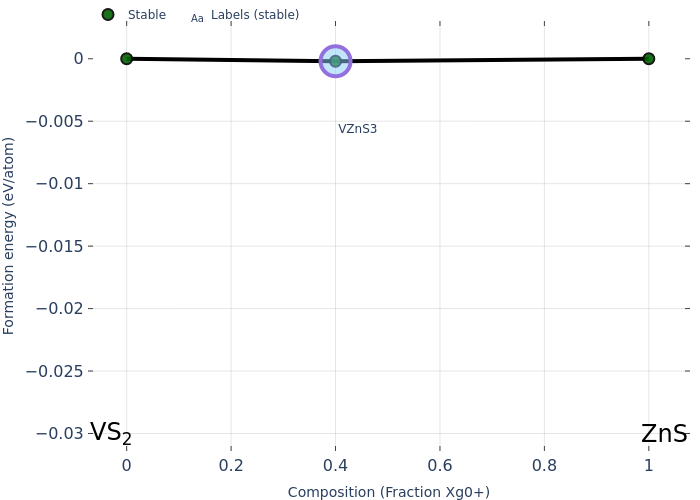 Stable Aa Labels (stable)
0
−0.005
−0.01
−0.015
−0.02
−0.025
−0.03
Formation energy (eV/atom)
VZnS3
VS2
ZnS
0 0.2 0.4 0.6 0.8 1
Composition (Fraction Xg0+)